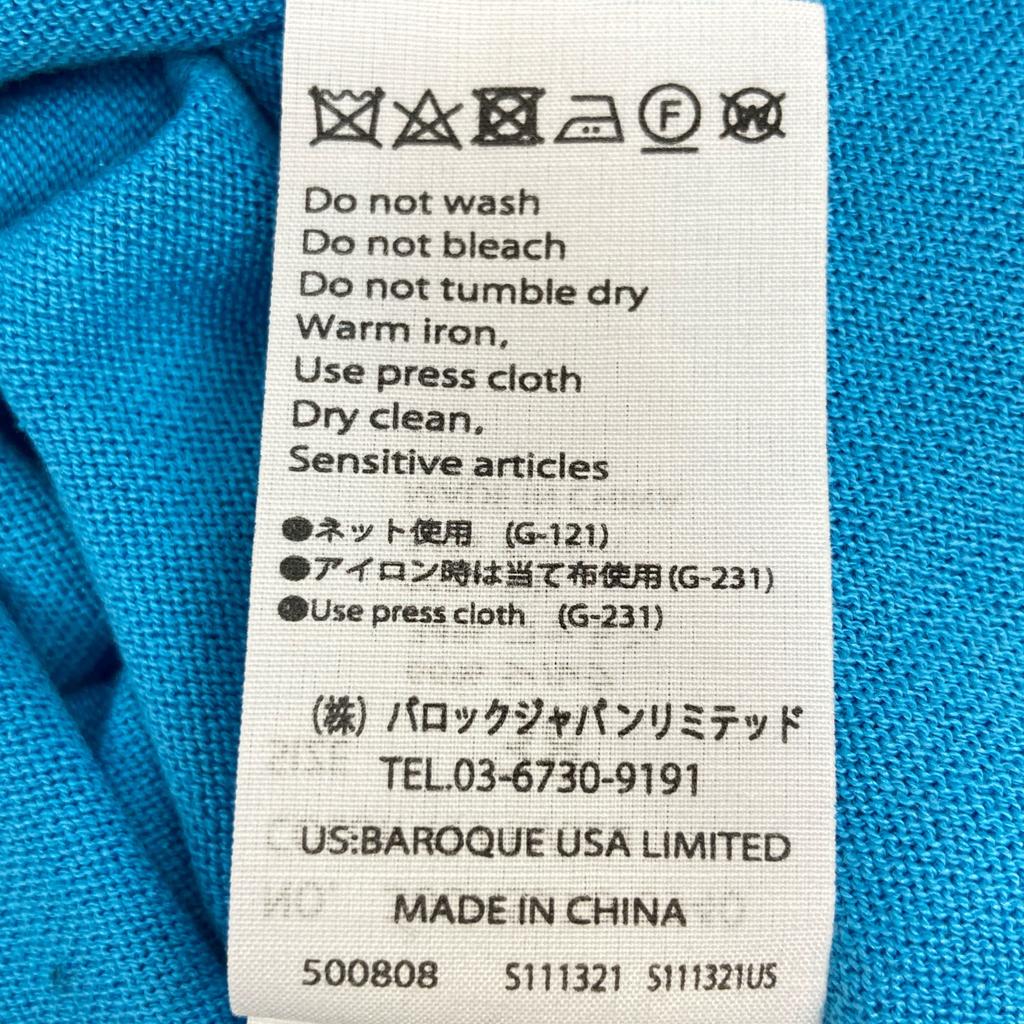 F W
Do not wash
Do not bleach
Do not tumble dry
Warm iron,
Use press cloth
Dry clean,
Sensitive articles
●ネット使用 (G-121)
●アイロン時は当て布使用(G-231)
●Use press cloth (G-231)
(株) バロックジャパンリミテッド
TEL.03-6730-9191
US:BAROQUE USA LIMITED
MADE IN CHINA
500808 S111321 S111321US